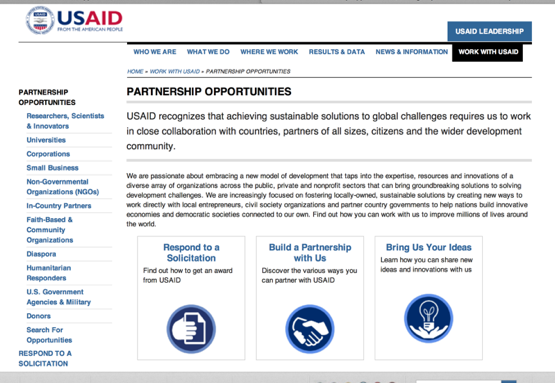 USAID
FROM THE AMERICAN PEOPLE
USAID LEADERSHIP
WHO WE ARE WHAT WE DO WHERE WE WORK RESULTS & DATA NEWS & INFORMATION WORK WITH USAID
HOME » WORK WITH USAID » PARTNERSHIP OPPORTUNITIES
PARTNERSHIP
OPPORTUNITIES
Researchers, Scientists
& Innovators
Universities
Corporations
Small Business
Non-Governmental
Organizations (NGOs)
In-Country Partners
Faith-Based &
Community
Organizations
Diaspora
Humanitarian
Responders
U.S. Government
Agencies & Military
Donors
Search For
Opportunities
RESPOND TO A
SOLICITATION
PARTNERSHIP OPPORTUNITIES
USAID recognizes that achieving sustainable solutions to global challenges requires us to work
in close collaboration with countries, partners of all sizes, citizens and the wider development
community.
We are passionate about embracing a new model of development that taps into the expertise, resources and innovations of a
diverse array of organizations across the public, private and nonprofit sectors that can bring groundbreaking solutions to solving
development challenges. We are increasingly focused on fostering locally-owned, sustainable solutions by creating new ways to
work directly with local entrepreneurs, civil society organizations and partner country governments to help nations build innovative
economies and democratic societies connected to our own. Find out how you can work with us to improve millions of lives around
the world.
Respond to a
Solicitation
Find out how to get an award
from USAID
Build a Partnership
with Us
Discover the various ways you
can partner with USAID
Bring Us Your Ideas
Learn how you can share new
ideas and innovations with us